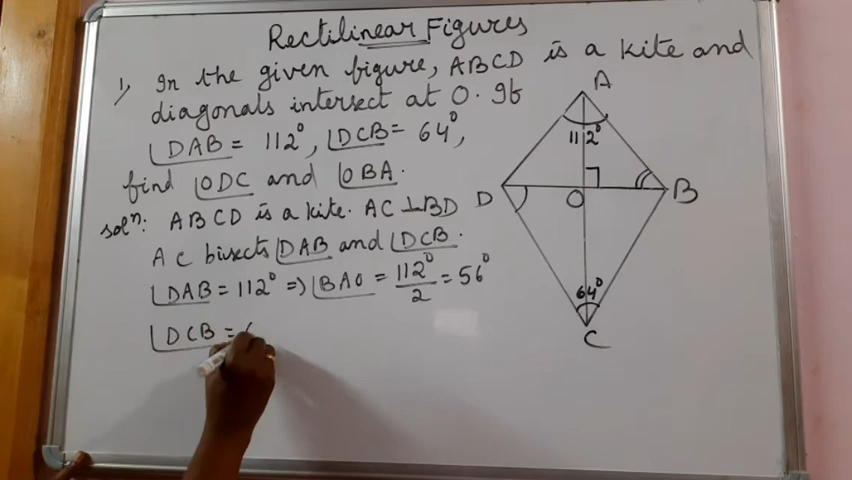 Rectilinear Figures
1) In the given figure, ABCD is a kite and
diagonals intersect at O. If
∠DAB = 112°, ∠DCB = 64°,
find ∠ODC and ∠OBA.
solⁿ: ABCD is a kite. AC ⊥ BD
AC bisects ∠DAB and ∠DCB.
∠DAB = 112° => ∠BAO = 112°/2 = 56°
∠DCB =
A
112°
D
O
B
64°
C